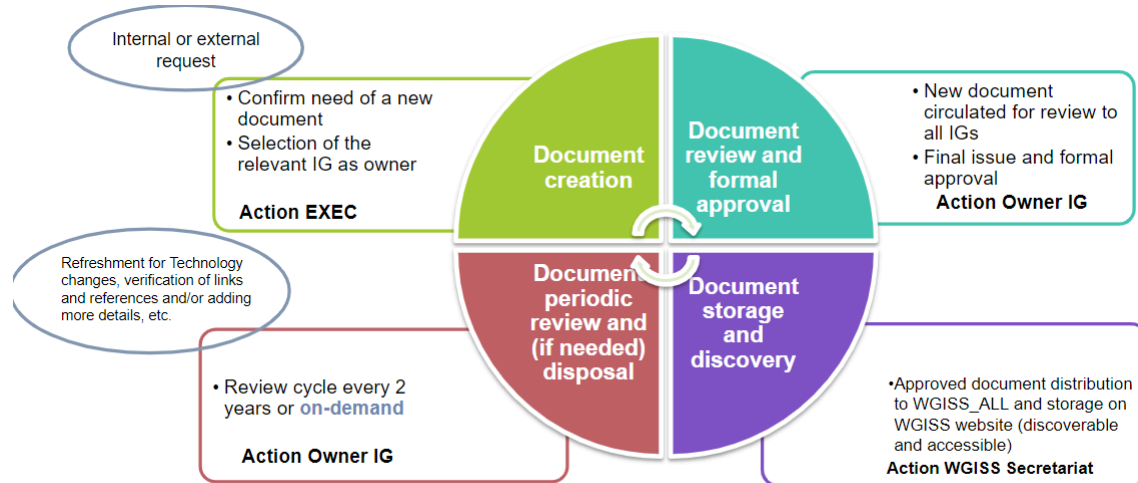 Internal or external
request
• Confirm need of a new
document
• Selection of the
relevant IG as owner
Action EXEC
Document
creation
Document
review and
formal
approval
• New document
circulated for review to
all IGs
• Final issue and formal
approval
Action Owner IG
Refreshment for Technology
changes, verification of links
and references and/or adding
more details, etc.
• Review cycle every 2
years or on-demand
Action Owner IG
Document
periodic
review and
(if needed)
disposal
Document
storage
and
discovery
•Approved document distribution
to WGISS_ALL and storage on
WGISS website (discoverable
and accessible)
Action WGISS Secretariat